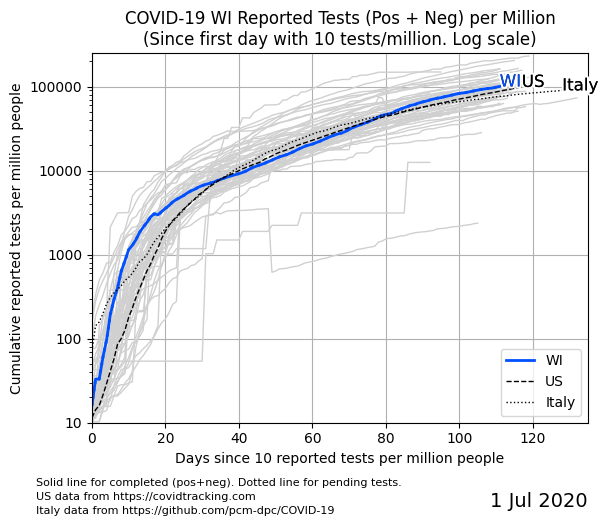 COVID-19 WI Reported Tests (Pos + Neg) per Million
(Since first day with 10 tests/million. Log scale)
Cumulative reported tests per million people
100000
10000
1000
100
10
WI US Italy
WI
US
Italy
0 20 40 60 80 100 120
Days since 10 reported tests per million people
Solid line for completed (pos+neg). Dotted line for pending tests.
US data from https://covidtracking.com
Italy data from https://github.com/pcm-dpc/COVID-19
1 Jul 2020